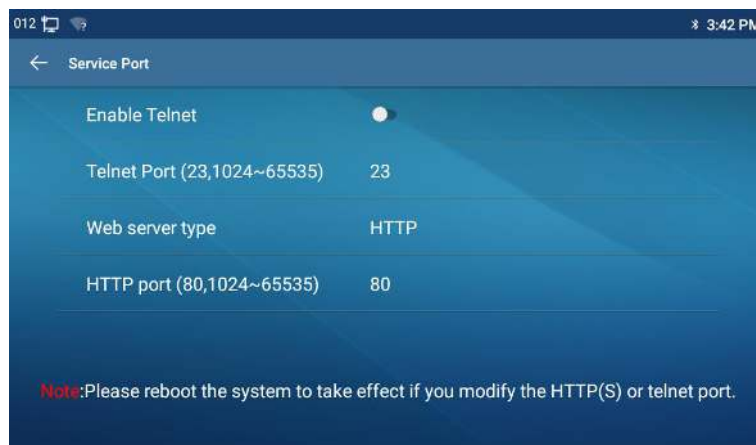 012 3:42 PM
Service Port
Enable Telnet
Telnet Port (23,1024~65535) 23
Web server type HTTP
HTTP port (80,1024~65535) 80
Note:Please reboot the system to take effect if you modify the HTTP(S) or telnet port.